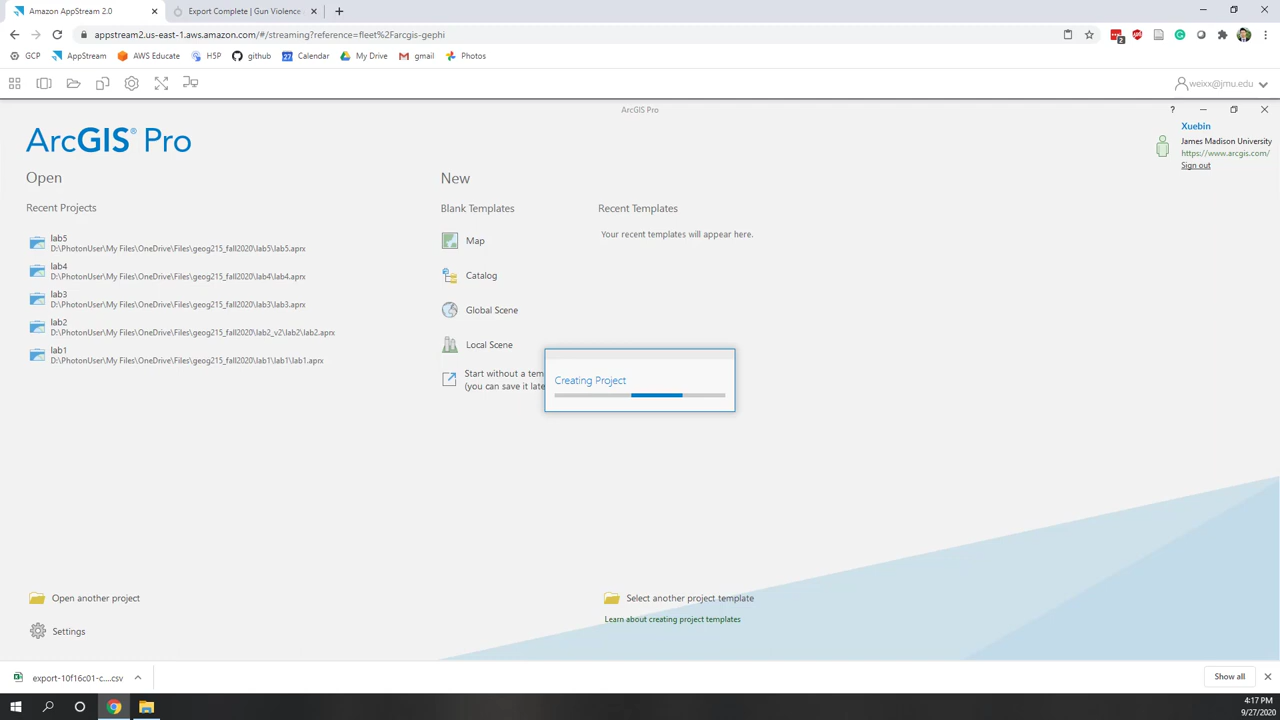 Amazon AppStream 2.0
Export Complete | Gun Violence
appstream2.us-east-1.aws.amazon.com/#/streaming?reference=fleet%2Farcgis-gephi
2
GCP
AppStream
AWS Educate
H5P
github
27
Calendar
My Drive
gmail
Photos
weixx@jmu.edu
ArcGIS Pro
?
Xuebin
James Madison University
https://www.arcgis.com/
Sign out
ArcGIS® Pro
Open
New
Recent Projects
Blank Templates
Recent Templates
Your recent templates will appear here.
lab5
D:\PhotonUser\My Files\OneDrive\Files\geog215_fall2020\lab5\lab5.aprx
lab4
D:\PhotonUser\My Files\OneDrive\Files\geog215_fall2020\lab4\lab4.aprx
lab3
D:\PhotonUser\My Files\OneDrive\Files\geog215_fall2020\lab3\lab3.aprx
lab2
D:\PhotonUser\My Files\OneDrive\Files\geog215_fall2020\lab2_v2\lab2\lab2.aprx
lab1
D:\PhotonUser\My Files\OneDrive\Files\geog215_fall2020\lab1\lab1\lab1.aprx
Map
Catalog
Global Scene
Local Scene
Start without a tem
(you can save it late
Creating Project
Open another project
Settings
Select another project template
Learn about creating project templates
export-10f16c01-c....csv
Show all
4:17 PM
9/27/2020